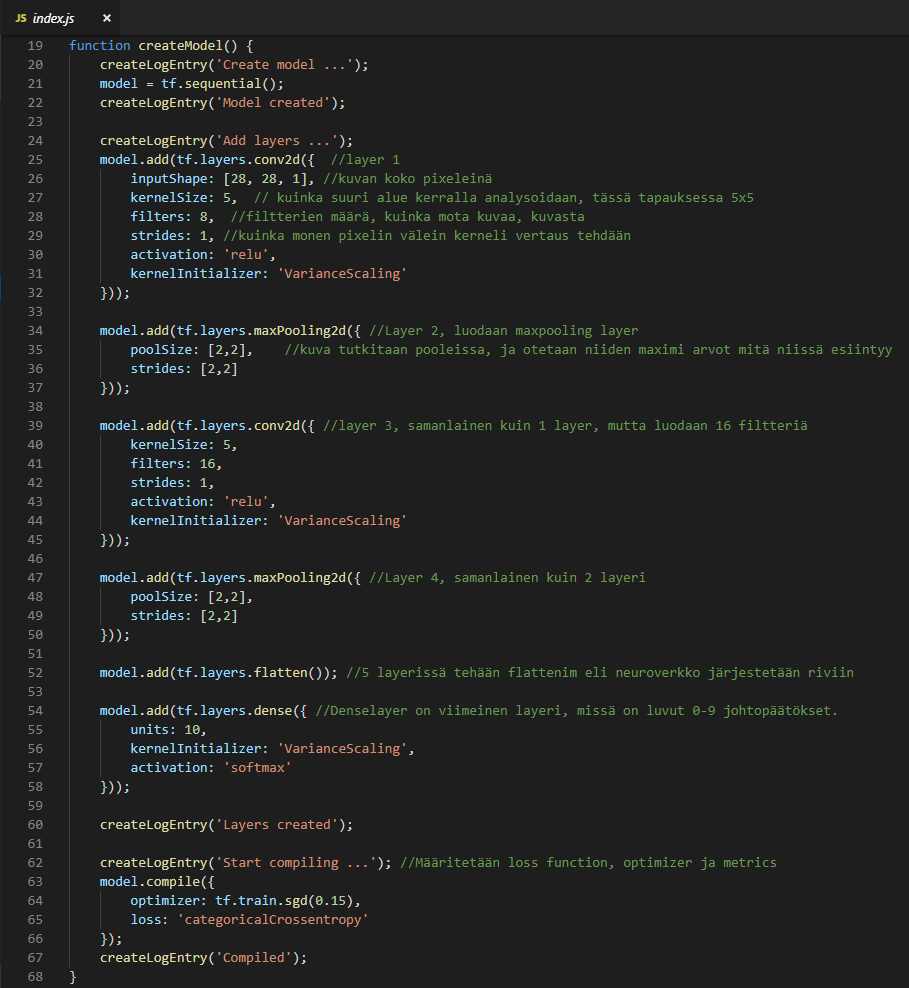 JS index.js ×
19 function createModel() {
20 createLogEntry('Create model ...');
21 model = tf.sequential();
22 createLogEntry('Model created');
23
24 createLogEntry('Add layers ...');
25 model.add(tf.layers.conv2d({  //layer 1
26 inputShape: [28, 28, 1], //kuvan koko pixeleinä
27 kernelSize: 5,  // kuinka suuri alue kerralla analysoidaan, tässä tapauksessa 5x5
28 filters: 8,  //filtterien määrä, kuinka mota kuvaa, kuvasta
29 strides: 1, //kuinka monen pixelin välein kerneli vertaus tehdään
30 activation: 'relu',
31 kernelInitializer: 'VarianceScaling'
32 }));
33
34 model.add(tf.layers.maxPooling2d({ //Layer 2, luodaan maxpooling layer
35 poolSize: [2,2],    //kuva tutkitaan pooleissa, ja otetaan niiden maximi arvot mitä niissä esiintyy
36 strides: [2,2]
37 }));
38
39 model.add(tf.layers.conv2d({ //layer 3, samanlainen kuin 1 layer, mutta luodaan 16 filtteriä
40 kernelSize: 5,
41 filters: 16,
42 strides: 1,
43 activation: 'relu',
44 kernelInitializer: 'VarianceScaling'
45 }));
46
47 model.add(tf.layers.maxPooling2d({ //Layer 4, samanlainen kuin 2 layeri
48 poolSize: [2,2],
49 strides: [2,2]
50 }));
51
52 model.add(tf.layers.flatten()); //5 layerissä tehään flattenim eli neuroverkko järjestetään riviin
53
54 model.add(tf.layers.dense({ //Denselayer on viimeinen layeri, missä on luvut 0-9 johtopäätökset.
55 units: 10,
56 kernelInitializer: 'VarianceScaling',
57 activation: 'softmax'
58 }));
59
60 createLogEntry('Layers created');
61
62 createLogEntry('Start compiling ...'); //Määritetään loss function, optimizer ja metrics
63 model.compile({
64 optimizer: tf.train.sgd(0.15),
65 loss: 'categoricalCrossentropy'
66 });
67 createLogEntry('Compiled');
68 }